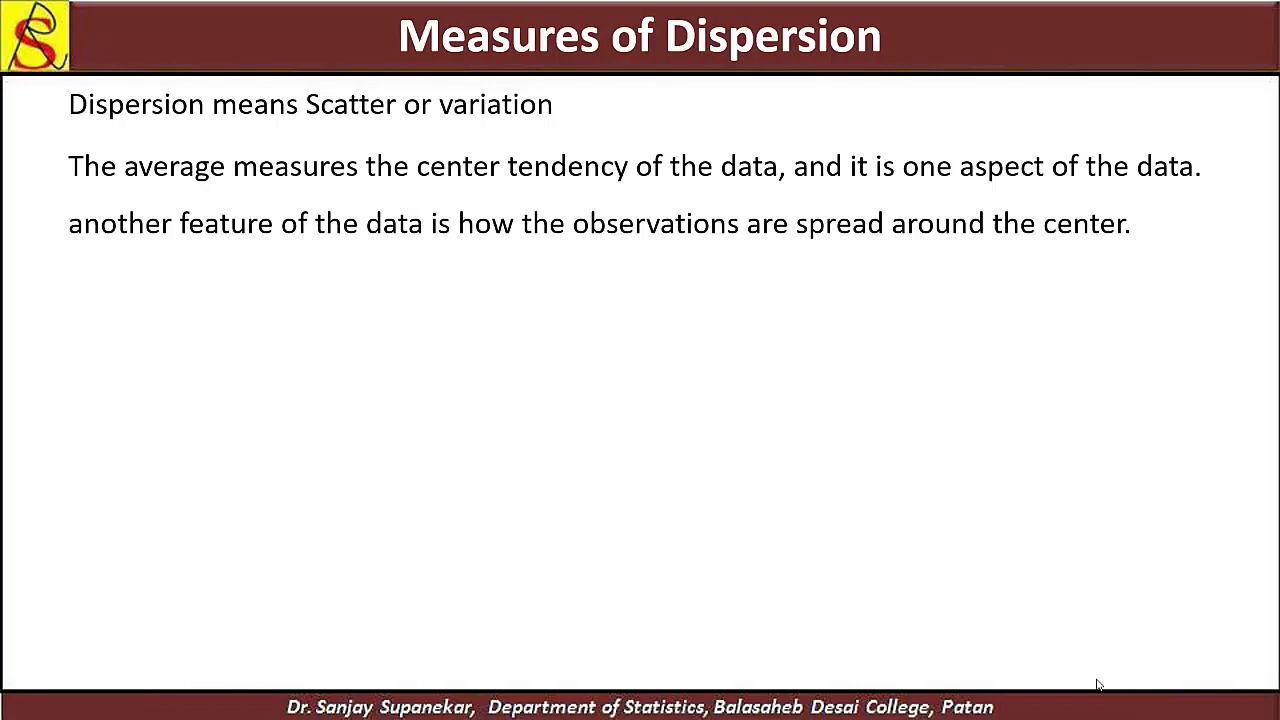 Measures of Dispersion
Dispersion means Scatter or variation
The average measures the center tendency of the data, and it is one aspect of the data.
another feature of the data is how the observations are spread around the center.
Dr. Sanjay Supanekar, Department of Statistics, Balasaheb Desai College, Patan